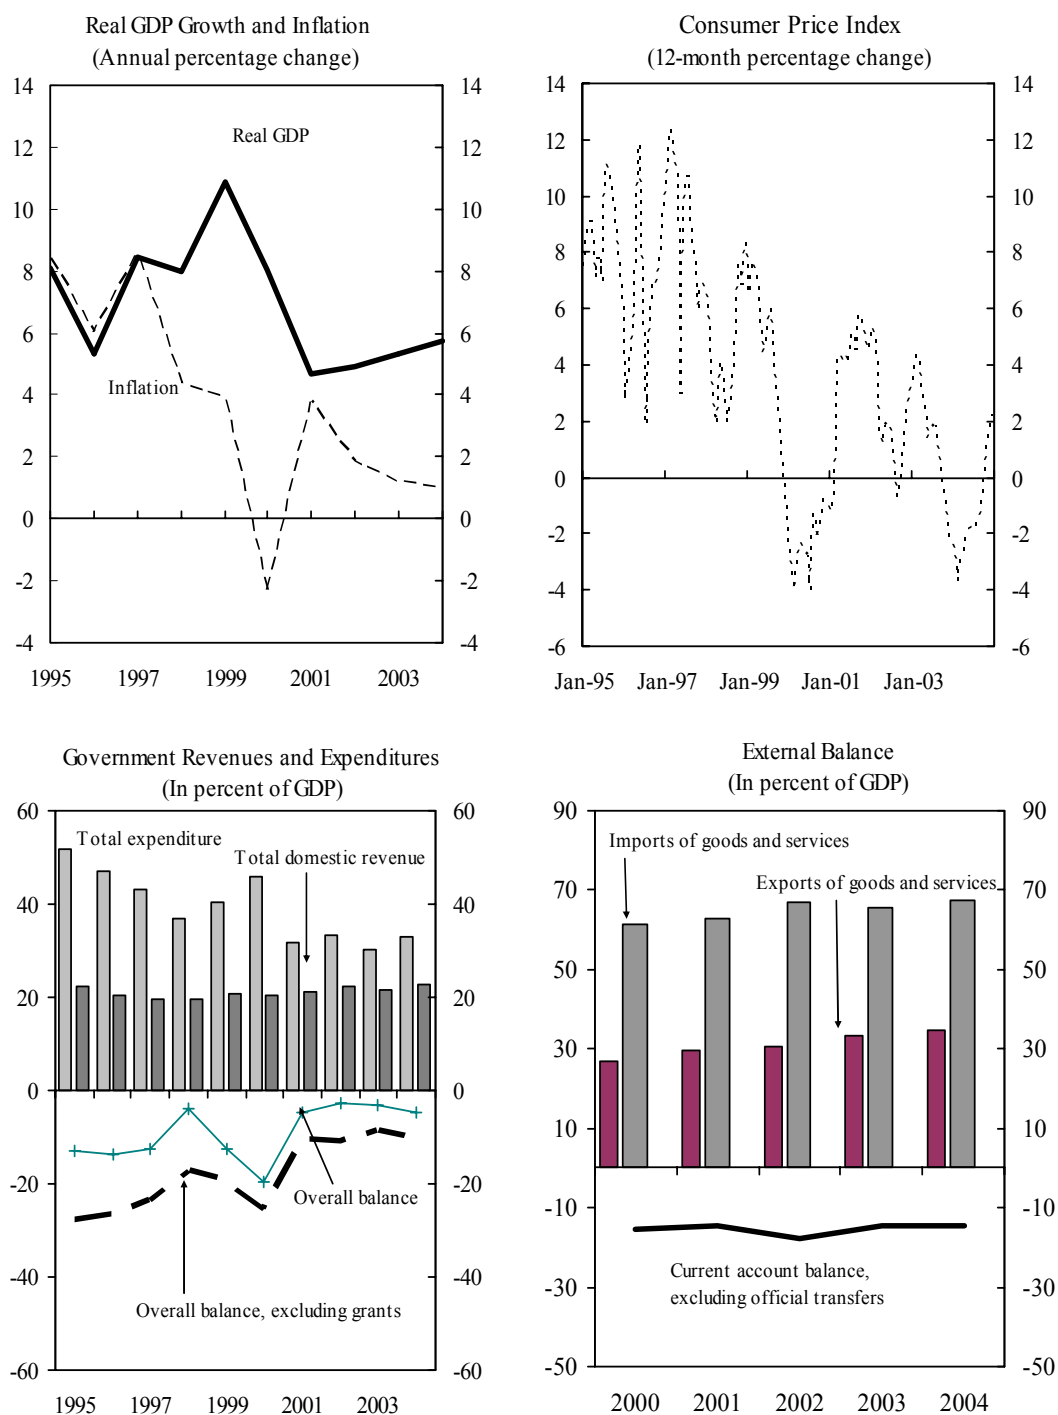 Real GDP Growth and Inflation
(Annual percentage change)
14 14
12 12
10 10
8 8
6 6
4 4
2 2
0 0
-2 -2
-4 -4
Real GDP
Inflation
1995 1997 1999 2001 2003
Consumer Price Index
(12-month percentage change)
14 14
12 12
10 10
8 8
6 6
4 4
2 2
0 0
-2 -2
-4 -4
-6 -6
Jan-95 Jan-97 Jan-99 Jan-01 Jan-03
Government Revenues and Expenditures
(In percent of GDP)
60 60
Total expenditure
Total domestic revenue
40 40
20 20
0 0
-20 -20
Overall balance
-40 -40
Overall balance, excluding grants
-60 -60
1995 1997 1999 2001 2003
External Balance
(In percent of GDP)
90 90
Imports of goods and services
Exports of goods and services
70 70
50 50
30 30
10 10
-10 -10
Current account balance,
excluding official transfers
-30 -30
-50 -50
2000 2001 2002 2003 2004